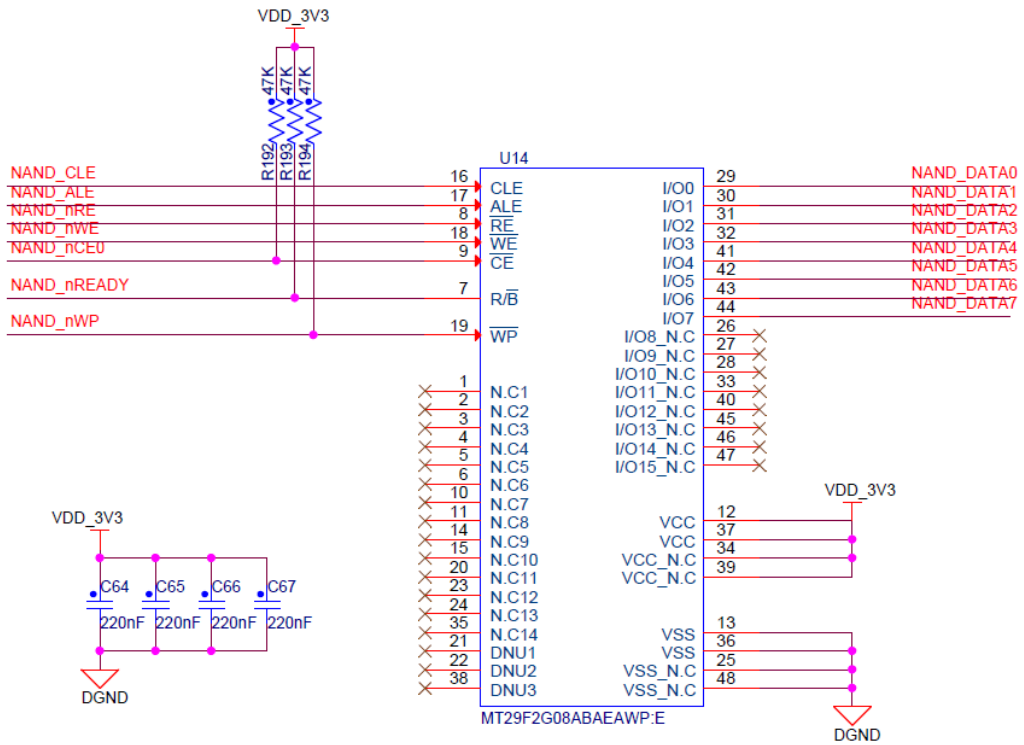 VDD_3V3
47K
47K
47K
R192
R193
R194
U14
NAND_CLE
NAND_ALE
NAND_nRE
NAND_nWE
NAND_nCE0
NAND_nREADY
NAND_nWP
16 CLE
17 ALE
8 RE
18 WE
9 CE
7 R/B
19 WP
1 N.C1
2 N.C2
3 N.C3
4 N.C4
5 N.C5
6 N.C6
10 N.C7
11 N.C8
14 N.C9
15 N.C10
20 N.C11
23 N.C12
24 N.C13
35 N.C14
21 DNU1
22 DNU2
38 DNU3
I/O0 29 NAND_DATA0
I/O1 30 NAND_DATA1
I/O2 31 NAND_DATA2
I/O3 32 NAND_DATA3
I/O4 41 NAND_DATA4
I/O5 42 NAND_DATA5
I/O6 43 NAND_DATA6
I/O7 44 NAND_DATA7
I/O8_N.C 26
I/O9_N.C 27
I/O10_N.C 28
I/O11_N.C 33
I/O12_N.C 40
I/O13_N.C 45
I/O14_N.C 46
I/O15_N.C 47
VDD_3V3
VCC 12
VCC 37
VCC_N.C 34
VCC_N.C 39
VSS 13
VSS 36
VSS_N.C 25
VSS_N.C 48
DGND
MT29F2G08ABAEAWP:E
VDD_3V3
C64 C65 C66 C67
220nF 220nF 220nF 220nF
DGND